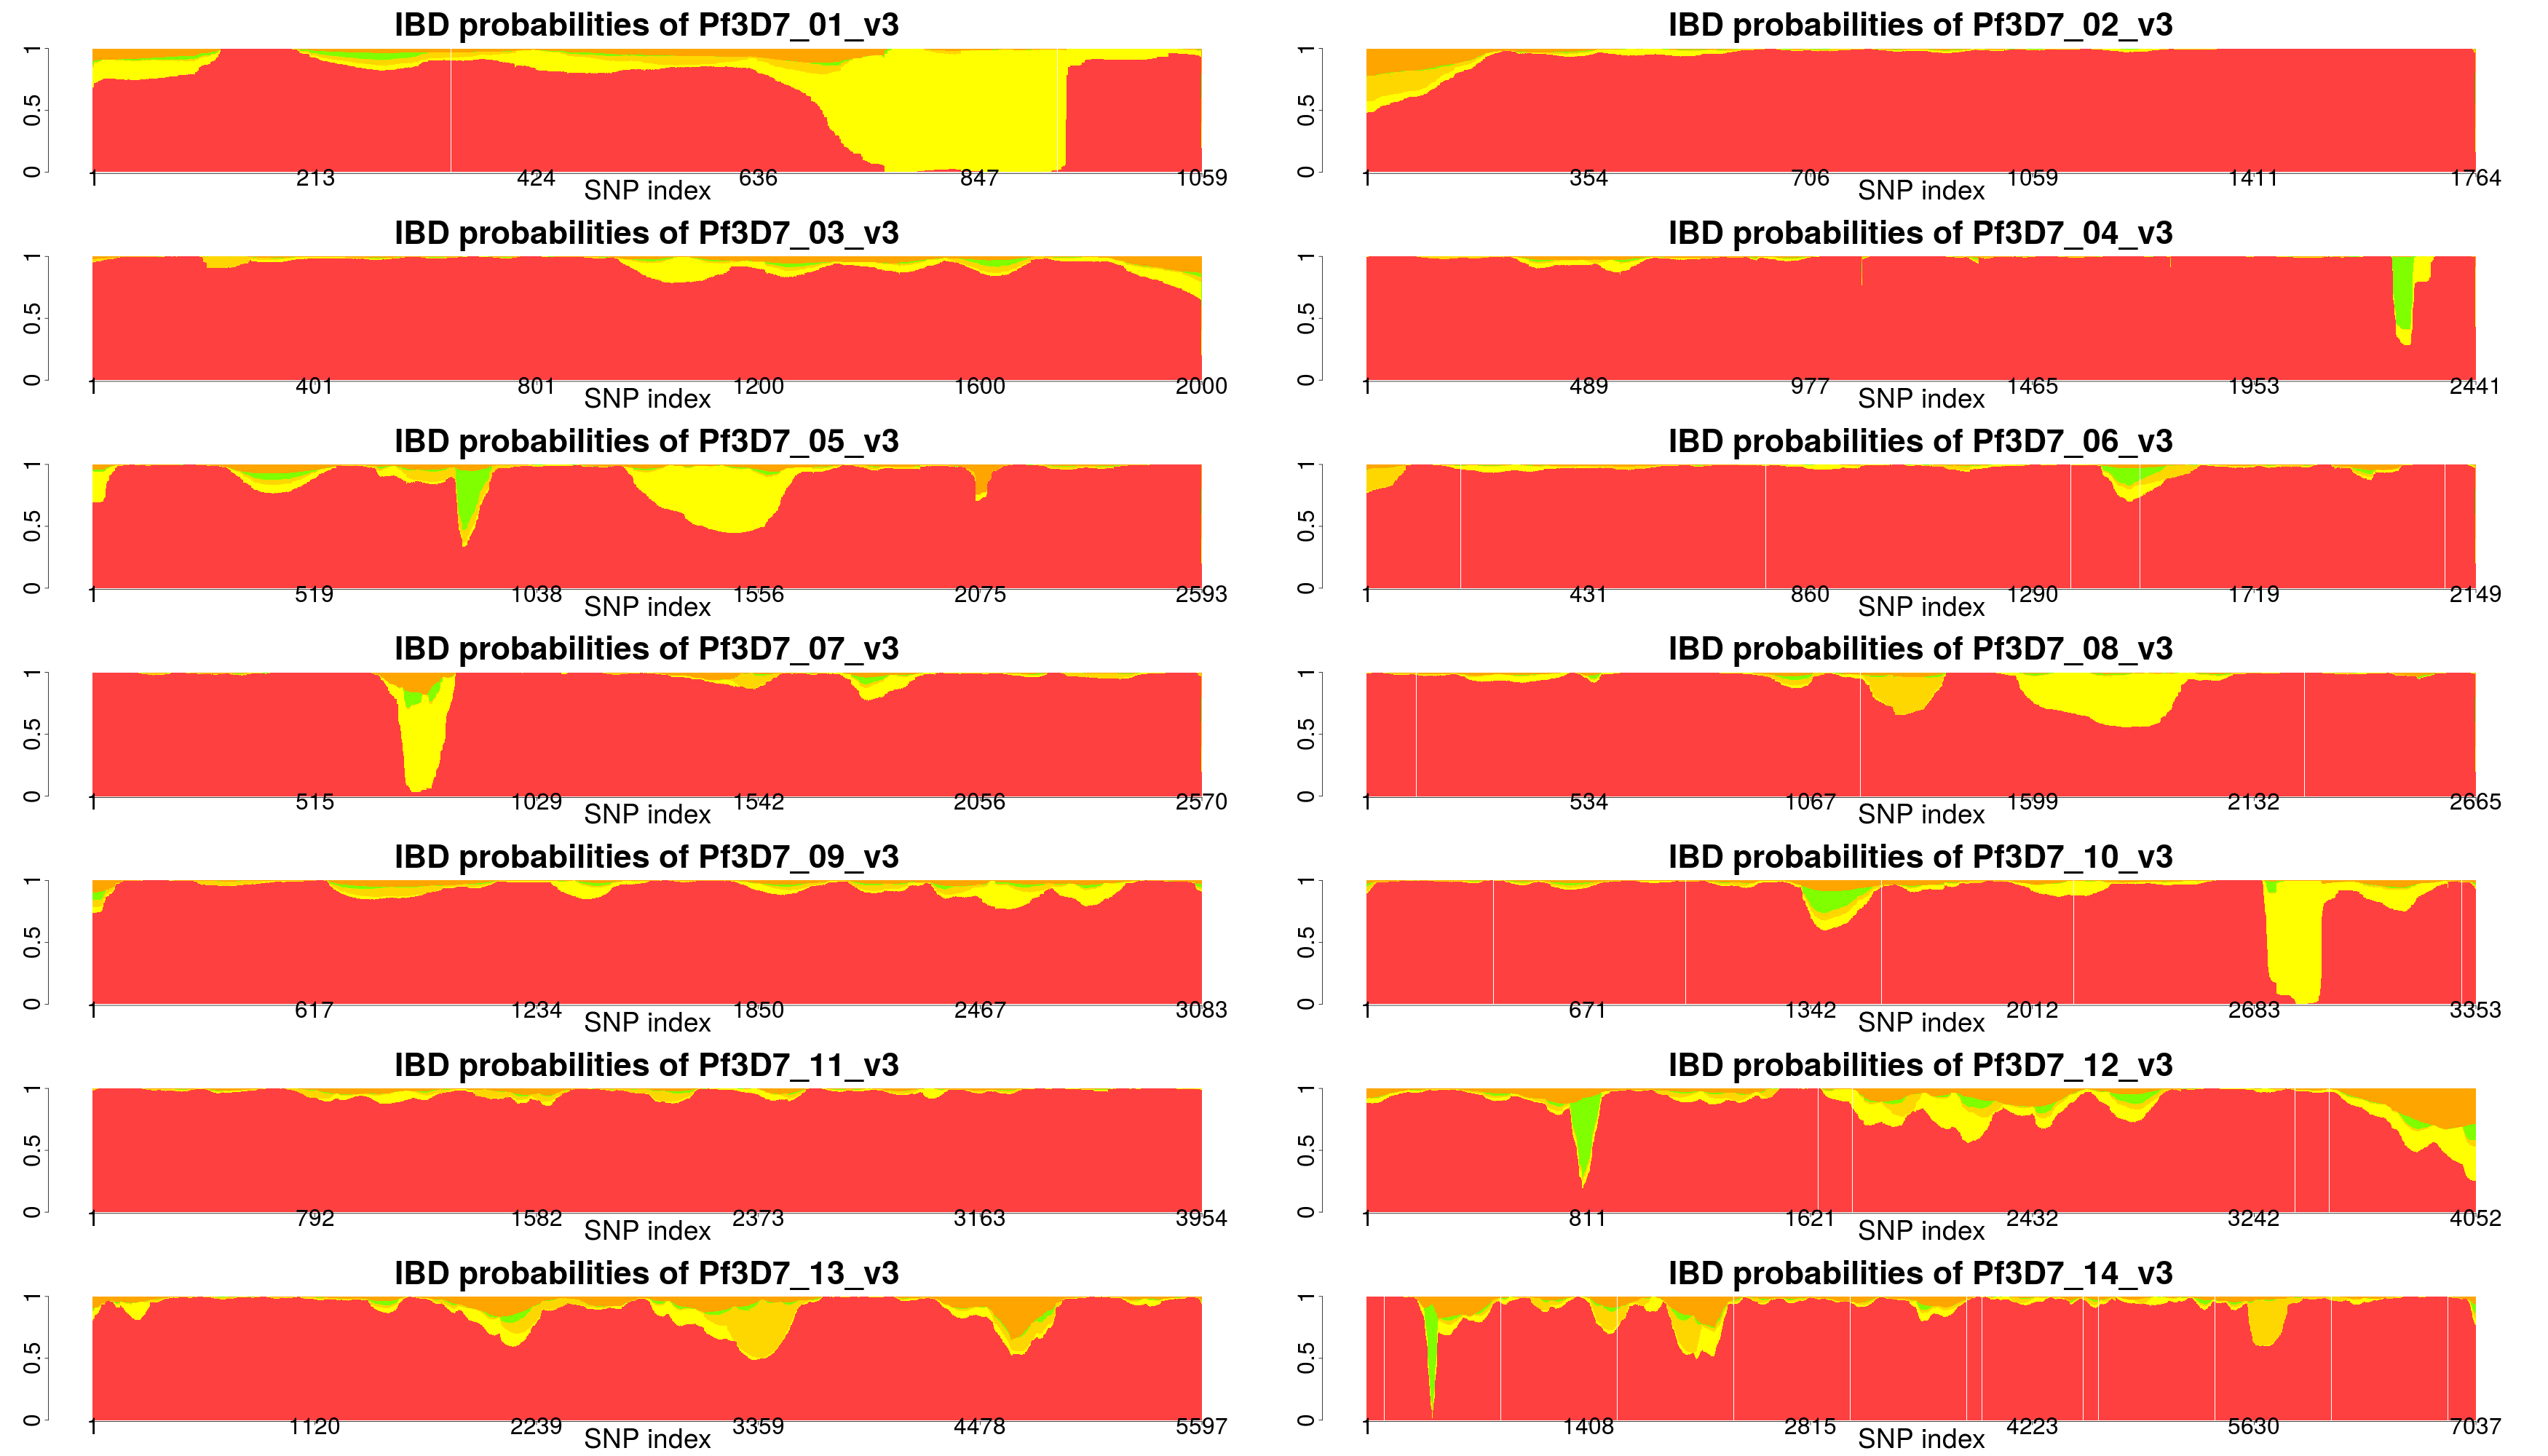 IBD probabilities of Pf3D7_01_v3
0 0.5 1
1 213 424 636 847 1059
SNP index
IBD probabilities of Pf3D7_02_v3
0 0.5 1
1 354 706 1059 1411 1764
SNP index
IBD probabilities of Pf3D7_03_v3
0 0.5 1
1 401 801 1200 1600 2000
SNP index
IBD probabilities of Pf3D7_04_v3
0 0.5 1
1 489 977 1465 1953 2441
SNP index
IBD probabilities of Pf3D7_05_v3
0 0.5 1
1 519 1038 1556 2075 2593
SNP index
IBD probabilities of Pf3D7_06_v3
0 0.5 1
1 431 860 1290 1719 2149
SNP index
IBD probabilities of Pf3D7_07_v3
0 0.5 1
1 515 1029 1542 2056 2570
SNP index
IBD probabilities of Pf3D7_08_v3
0 0.5 1
1 534 1067 1599 2132 2665
SNP index
IBD probabilities of Pf3D7_09_v3
0 0.5 1
1 617 1234 1850 2467 3083
SNP index
IBD probabilities of Pf3D7_10_v3
0 0.5 1
1 671 1342 2012 2683 3353
SNP index
IBD probabilities of Pf3D7_11_v3
0 0.5 1
1 792 1582 2373 3163 3954
SNP index
IBD probabilities of Pf3D7_12_v3
0 0.5 1
1 811 1621 2432 3242 4052
SNP index
IBD probabilities of Pf3D7_13_v3
0 0.5 1
1 1120 2239 3359 4478 5597
SNP index
IBD probabilities of Pf3D7_14_v3
0 0.5 1
1 1408 2815 4223 5630 7037
SNP index